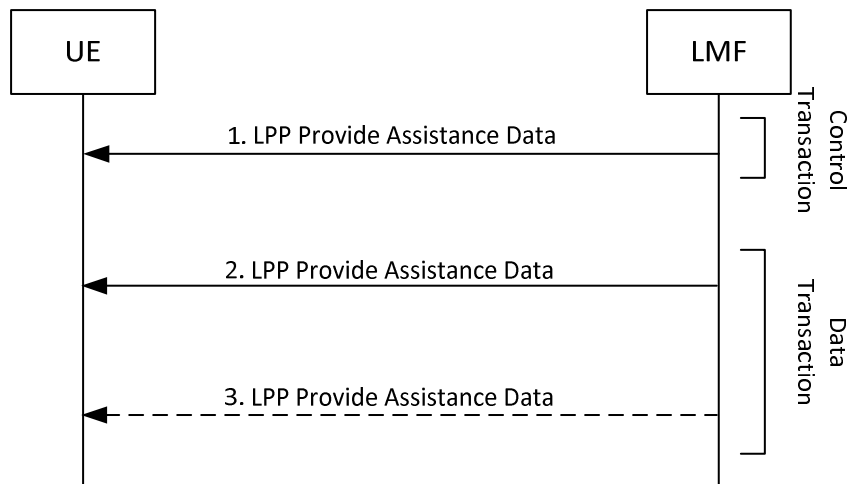 UE
LMF
1. LPP Provide Assistance Data
Control
Transaction
2. LPP Provide Assistance Data
Data
Transaction
3. LPP Provide Assistance Data